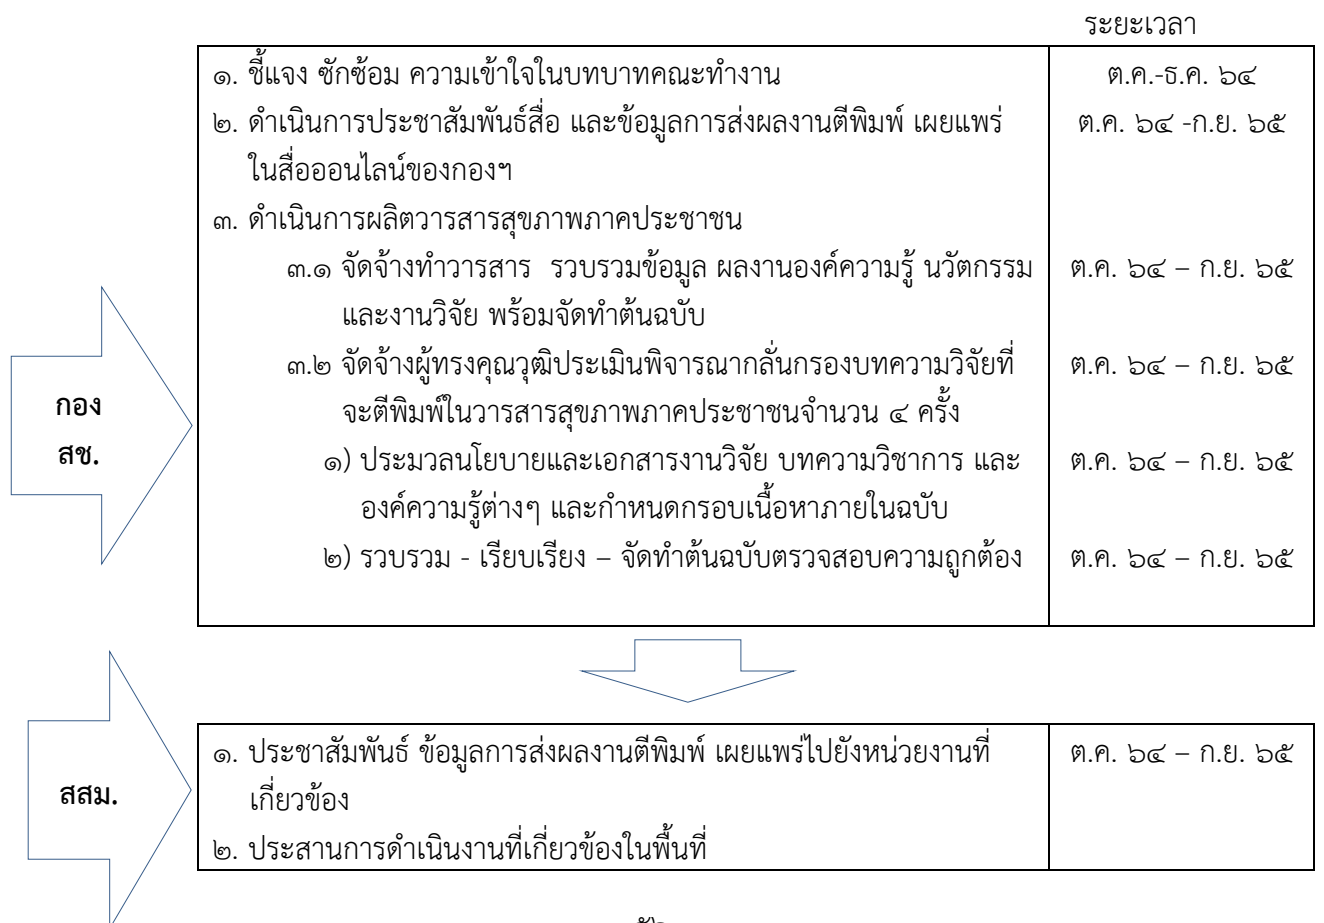 ระยะเวลา
๑. ชี้แจง ซักซ้อม ความเข้าใจในบทบาทคณะทำงาน ต.ค.-ธ.ค. ๖๔
๒. ดำเนินการประชาสัมพันธ์สื่อ และข้อมูลการส่งผลงานตีพิมพ์ เผยแพร่ ต.ค. ๖๔ -ก.ย. ๖๕
ในสื่อออนไลน์ของกองฯ
๓. ดำเนินการผลิตวารสารสุขภาพภาคประชาชน
๓.๑ จัดจ้างทำวารสาร รวบรวมข้อมูล ผลงานองค์ความรู้ นวัตกรรม ต.ค. ๖๔ – ก.ย. ๖๕
และงานวิจัย พร้อมจัดทำต้นฉบับ
๓.๒ จัดจ้างผู้ทรงคุณวุฒิประเมินพิจารณากลั่นกรองบทความวิจัยที่ ต.ค. ๖๔ – ก.ย. ๖๕
จะตีพิมพ์ในวารสารสุขภาพภาคประชาชนจำนวน ๔ ครั้ง
๑) ประมวลนโยบายและเอกสารงานวิจัย บทความวิชาการ และ ต.ค. ๖๔ – ก.ย. ๖๕
องค์ความรู้ต่างๆ และกำหนดกรอบเนื้อหาภายในฉบับ
๒) รวบรวม - เรียบเรียง – จัดทำต้นฉบับตรวจสอบความถูกต้อง ต.ค. ๖๔ – ก.ย. ๖๕
กอง
สช.
๑. ประชาสัมพันธ์ ข้อมูลการส่งผลงานตีพิมพ์ เผยแพร่ไปยังหน่วยงานที่ ต.ค. ๖๔ – ก.ย. ๖๕
เกี่ยวข้อง
๒. ประสานการดำเนินงานที่เกี่ยวข้องในพื้นที่
สสม.